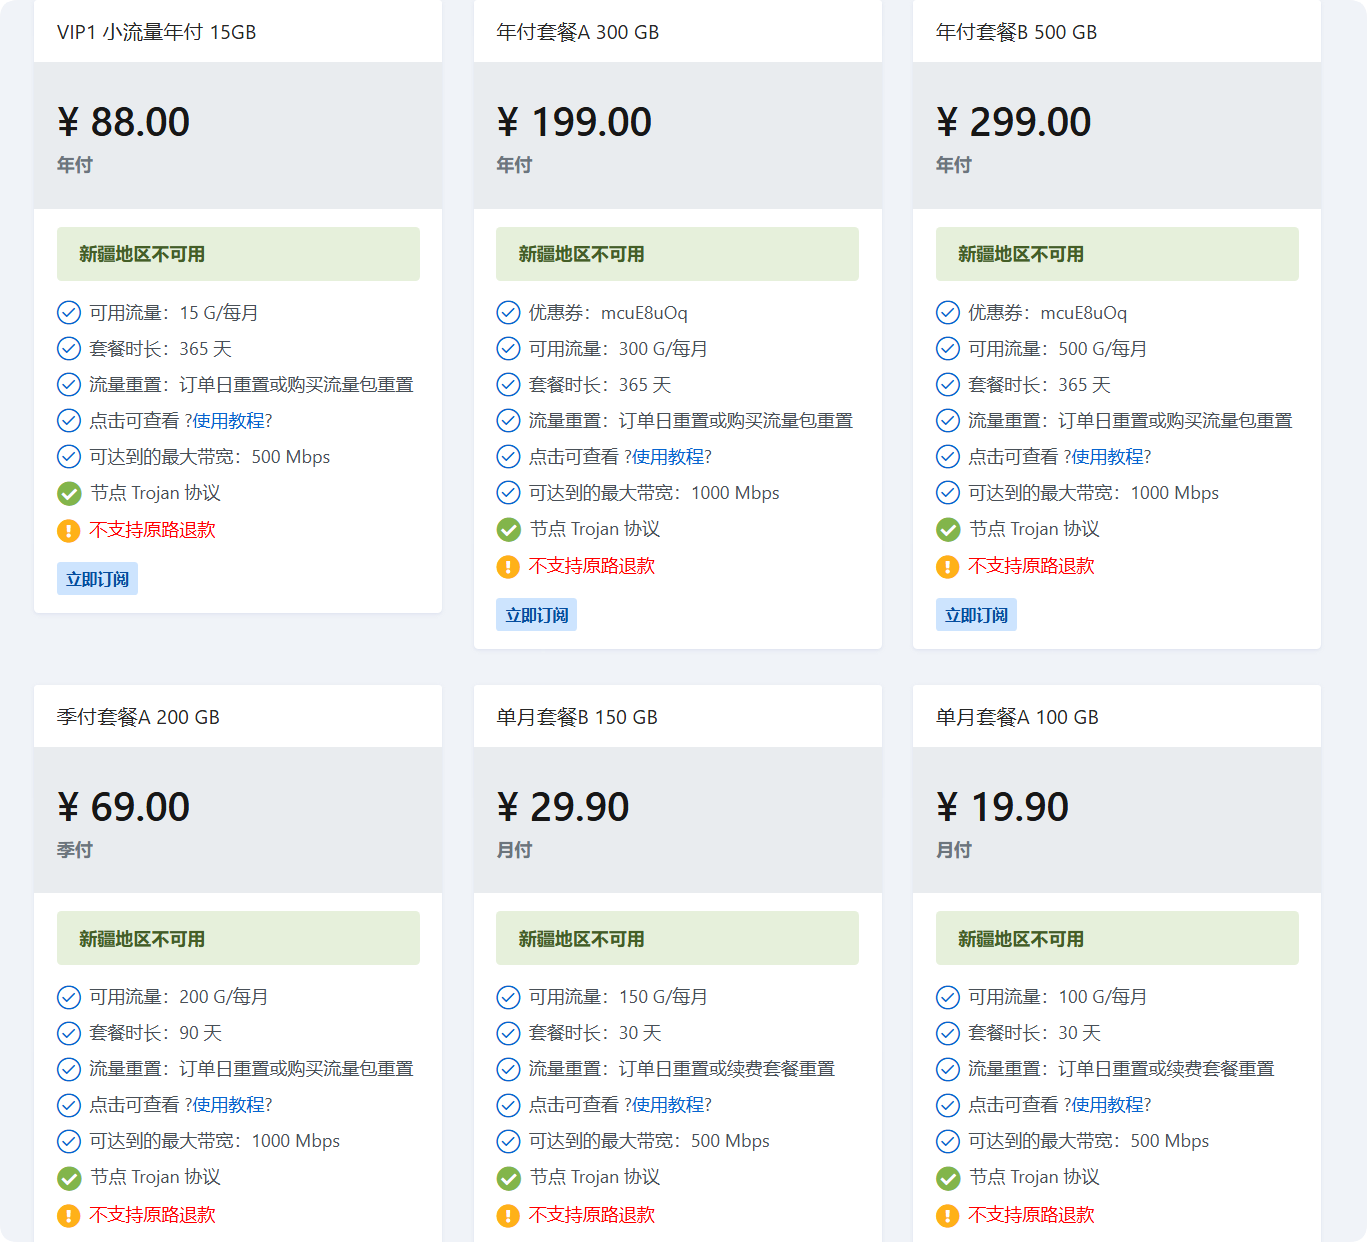 VIP1 小流量年付 15GB
¥ 88.00
年付
新疆地区不可用
可用流量：15 G/每月
套餐时长：365 天
流量重置：订单日重置或购买流量包重置
点击可查看 ?使用教程?
可达到的最大带宽：500 Mbps
节点 Trojan 协议
不支持原路退款
立即订阅
年付套餐A 300 GB
¥ 199.00
年付
新疆地区不可用
优惠券：mcuE8uOq
可用流量：300 G/每月
套餐时长：365 天
流量重置：订单日重置或购买流量包重置
点击可查看 ?使用教程?
可达到的最大带宽：1000 Mbps
节点 Trojan 协议
不支持原路退款
立即订阅
年付套餐B 500 GB
¥ 299.00
年付
新疆地区不可用
优惠券：mcuE8uOq
可用流量：500 G/每月
套餐时长：365 天
流量重置：订单日重置或购买流量包重置
点击可查看 ?使用教程?
可达到的最大带宽：1000 Mbps
节点 Trojan 协议
不支持原路退款
立即订阅
季付套餐A 200 GB
¥ 69.00
季付
新疆地区不可用
可用流量：200 G/每月
套餐时长：90 天
流量重置：订单日重置或购买流量包重置
点击可查看 ?使用教程?
可达到的最大带宽：1000 Mbps
节点 Trojan 协议
不支持原路退款
单月套餐B 150 GB
¥ 29.90
月付
新疆地区不可用
可用流量：150 G/每月
套餐时长：30 天
流量重置：订单日重置或续费套餐重置
点击可查看 ?使用教程?
可达到的最大带宽：500 Mbps
节点 Trojan 协议
不支持原路退款
单月套餐A 100 GB
¥ 19.90
月付
新疆地区不可用
可用流量：100 G/每月
套餐时长：30 天
流量重置：订单日重置或续费套餐重置
点击可查看 ?使用教程?
可达到的最大带宽：500 Mbps
节点 Trojan 协议
不支持原路退款